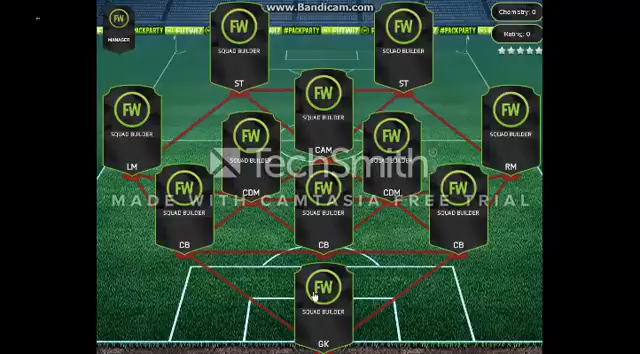 www.Bandicam.com
FW
MANAGER
FW
SQUAD BUILDER
ST
FW
SQUAD BUILDER
ST
Chemistry: 0
Rating: 0
#PACKPARTY
FUTWIZ
#PACKPARTY
FW
SQUAD BUILDER
LM
FW
SQUAD BUILDER
CAM
FW
SQUAD BUILDER
RM
FW
SQUAD BUILDER
CDM
FW
SQUAD BUILDER
CDM
TechSmith
MADE WITH CAMTASIA FREE TRIAL
FW
SQUAD BUILDER
CB
FW
SQUAD BUILDER
CB
FW
SQUAD BUILDER
CB
FW
SQUAD BUILDER
GK